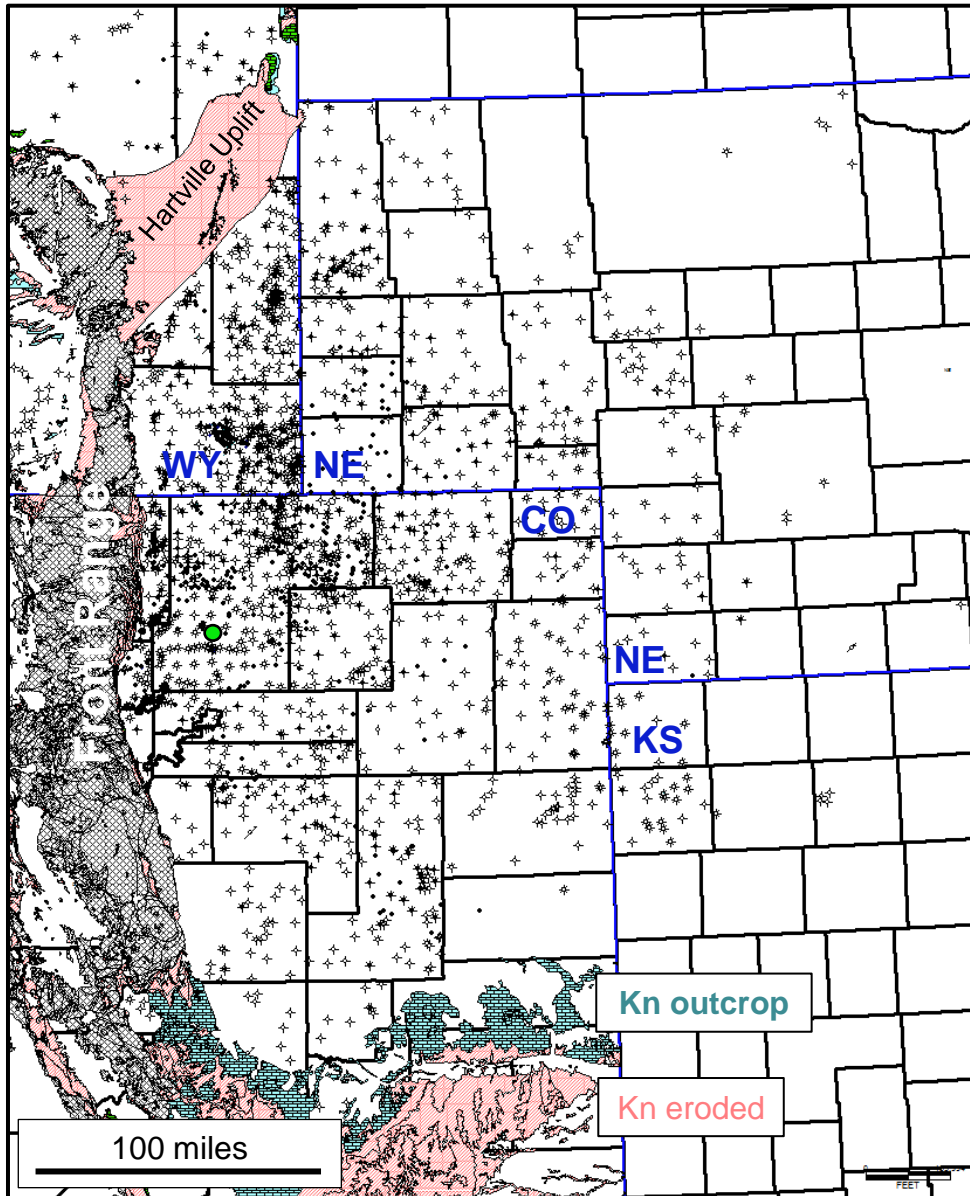 Hartville Uplift
WY
NE
CO
Front Range
NE
KS
Kn outcrop
Kn eroded
100 miles
FEET